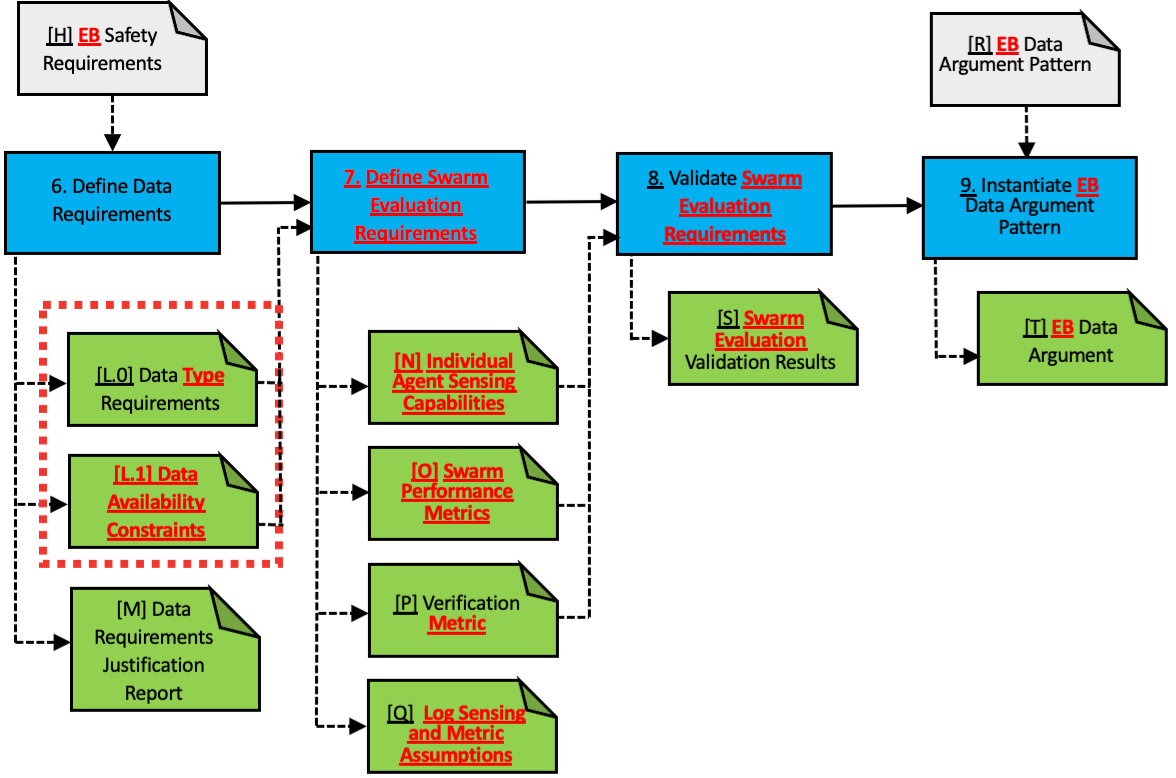 [H] EB Safety
Requirements
[R] EB Data
Argument Pattern
6. Define Data
Requirements
7. Define Swarm
Evaluation
Requirements
8. Validate Swarm
Evaluation
Requirements
9. Instantiate EB
Data Argument
Pattern
[L.0] Data Type
Requirements
[L.1] Data
Availability
Constraints
[M] Data
Requirements
Justification
Report
[N] Individual
Agent Sensing
Capabilities
[O] Swarm
Performance
Metrics
[P] Verification
Metric
[Q] Log Sensing
and Metric
Assumptions
[S] Swarm
Evaluation
Validation Results
[T] EB Data
Argument